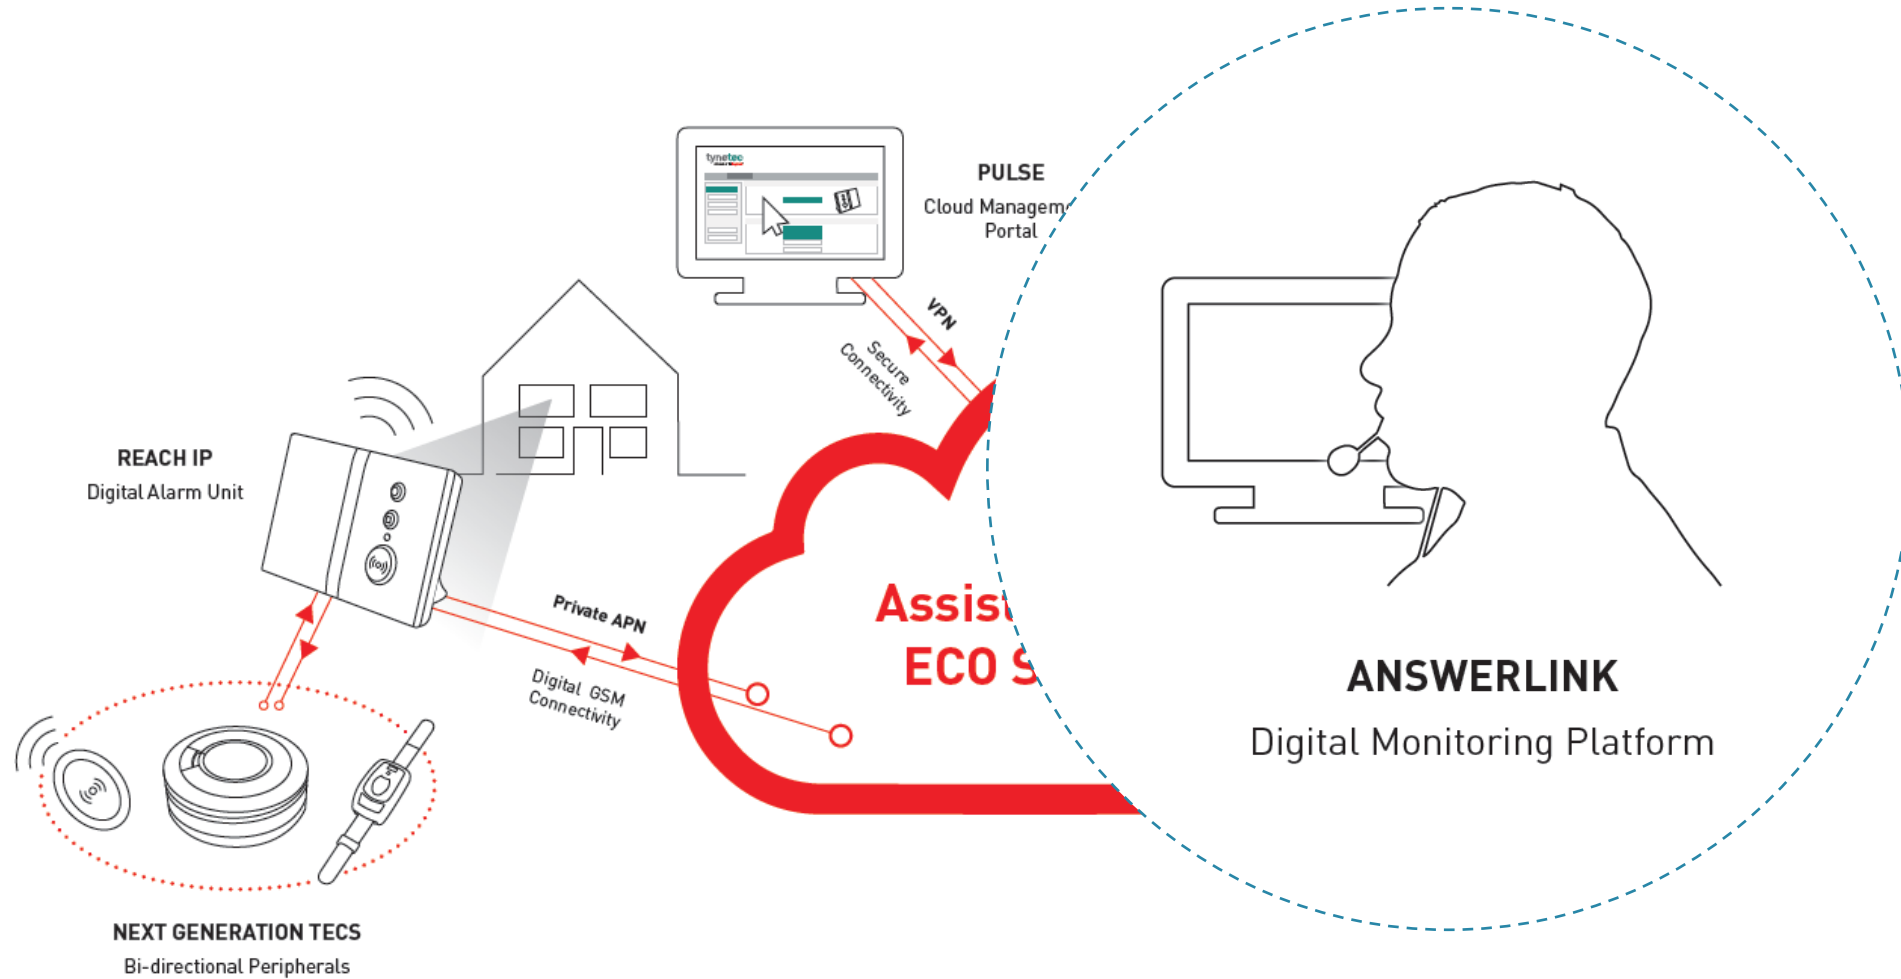 tynetec
PULSE
Cloud Managem
Portal
VPN
Secure
Connectivity
REACH IP
Digital Alarm Unit
Private APN
Digital GSM
Connectivity
Assis
ECO S
ANSWERLINK
Digital Monitoring Platform
NEXT GENERATION TECS
Bi-directional Peripherals